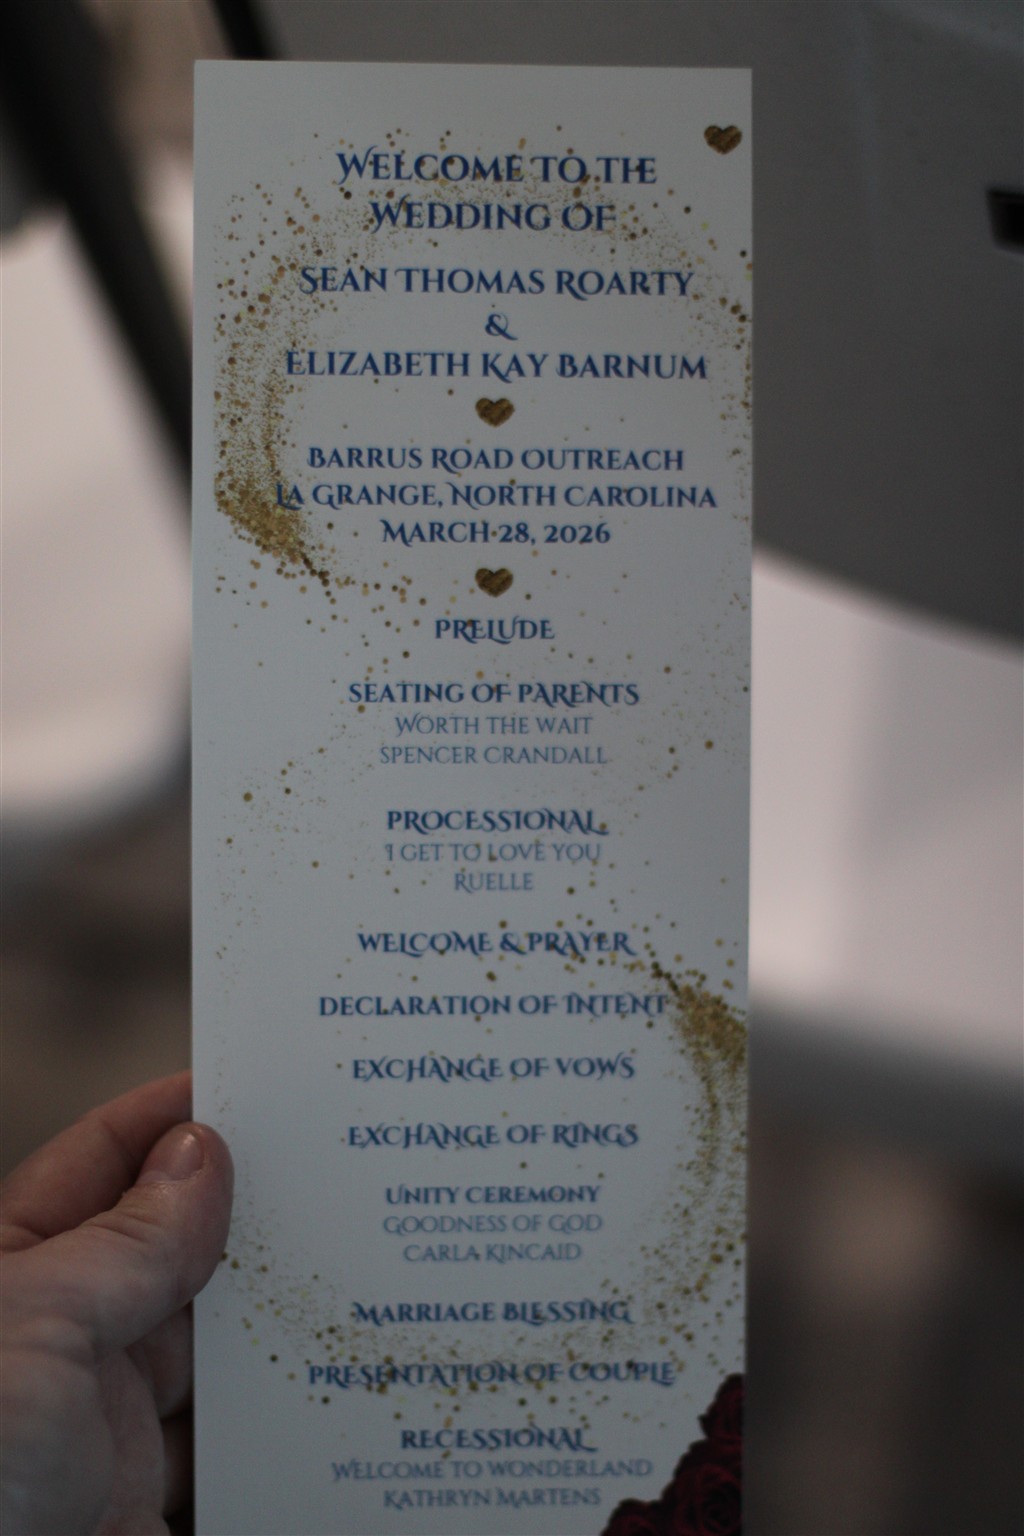 WELCOME TO THE
WEDDING OF
SEAN THOMAS ROARTY
&
ELIZABETH KAY BARNUM
BARRUS ROAD OUTREACH
LA GRANGE, NORTH CAROLINA
MARCH 28, 2026
PRELUDE
SEATING OF PARENTS
WORTH THE WAIT
SPENCER CRANDALL
PROCESSIONAL
I GET TO LOVE YOU
RUELLE
WELCOME & PRAYER
DECLARATION OF INTENT
EXCHANGE OF VOWS
EXCHANGE OF RINGS
UNITY CEREMONY
GOODNESS OF GOD
CARLA KINCAID
MARRIAGE BLESSING
PRESENTATION OF COUPLE
RECESSIONAL
WELCOME TO WONDERLAND
KATHRYN MARTENS